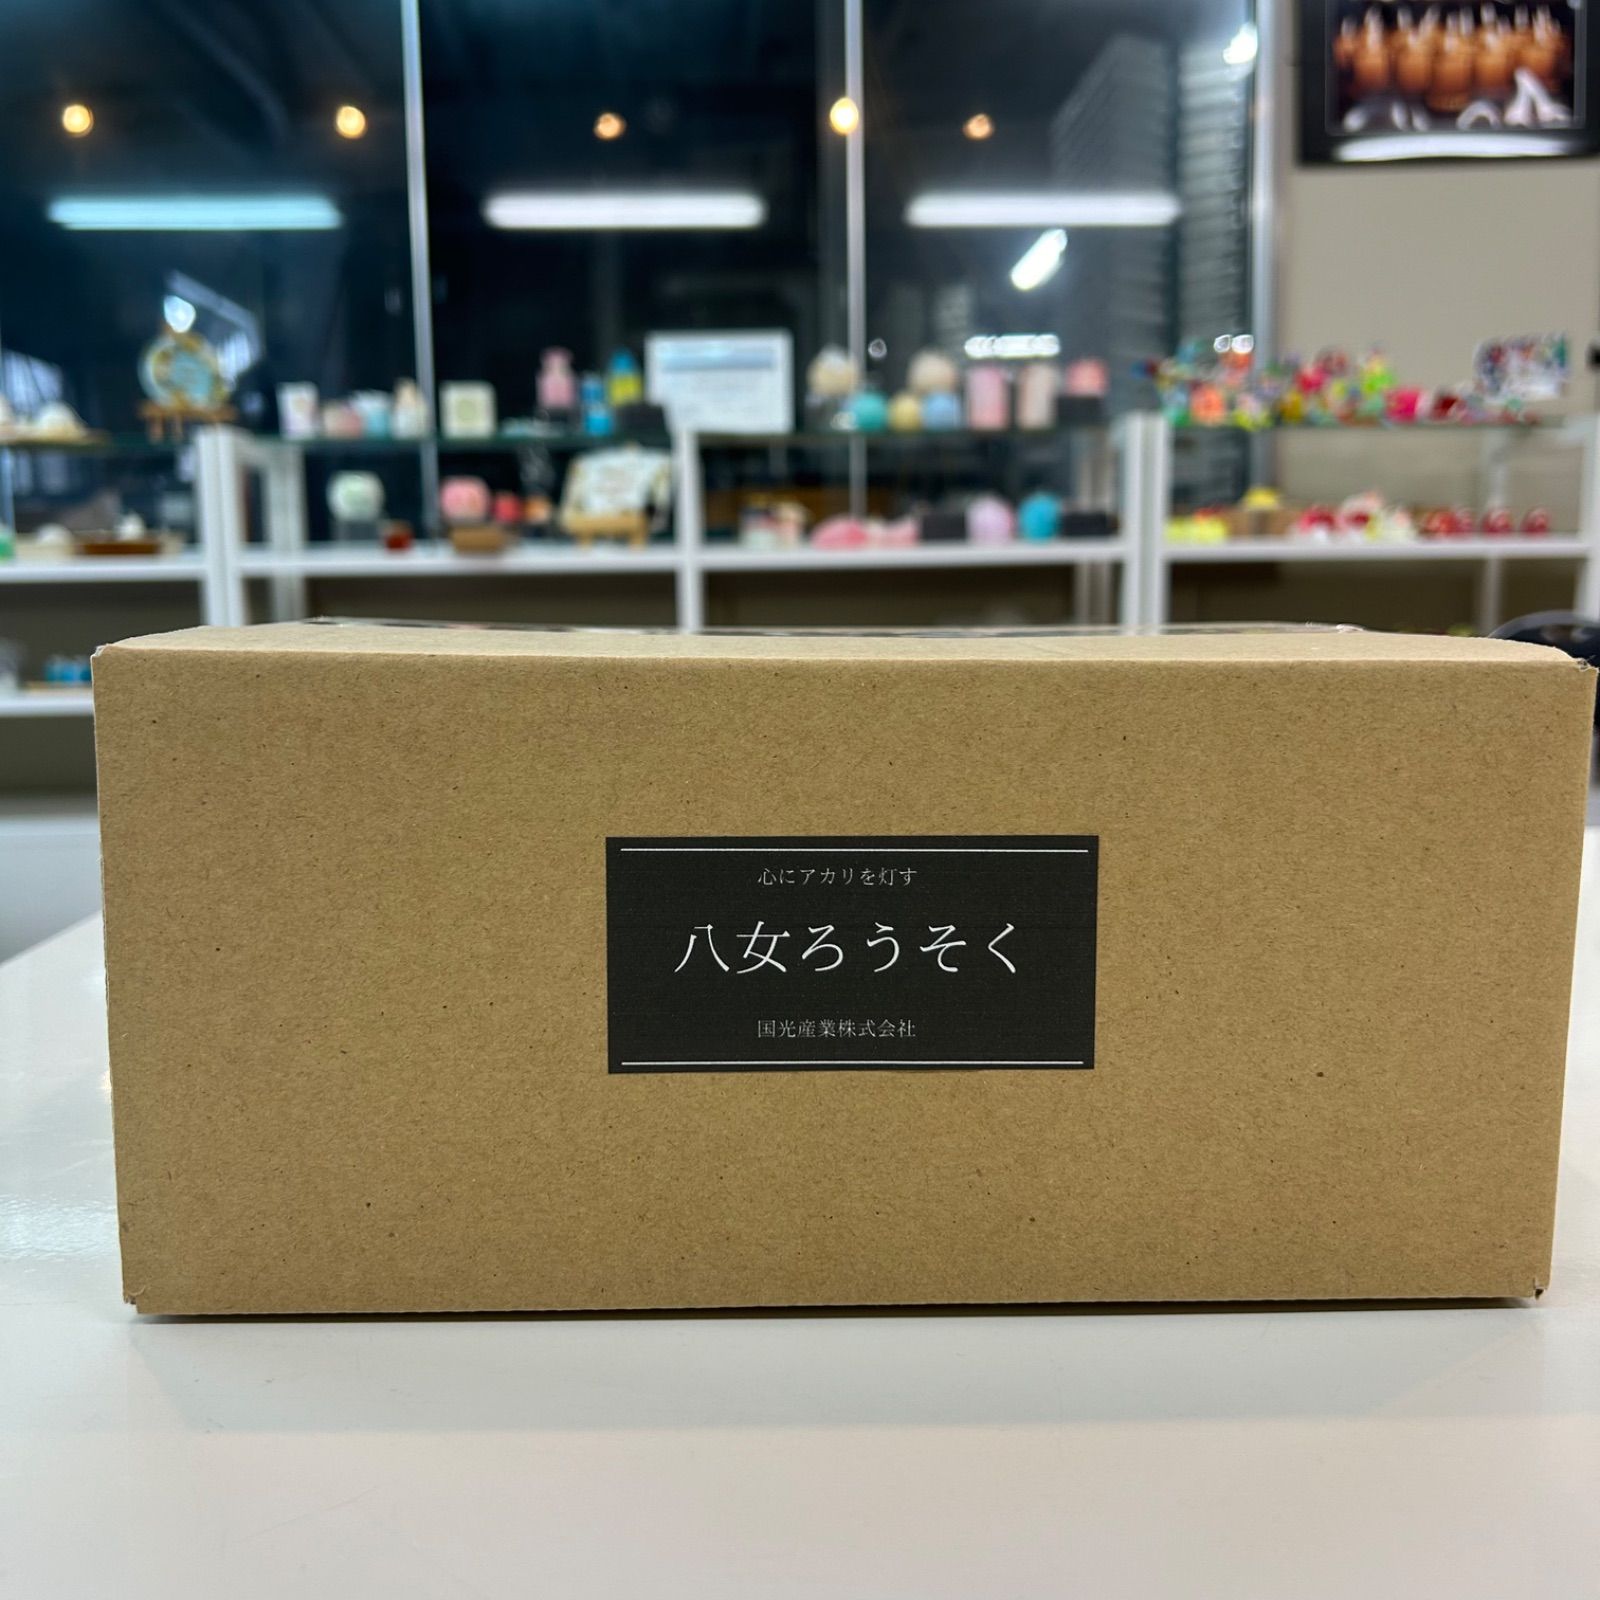 心にアカリを灯す
八女ろうそく
国光産業株式会社